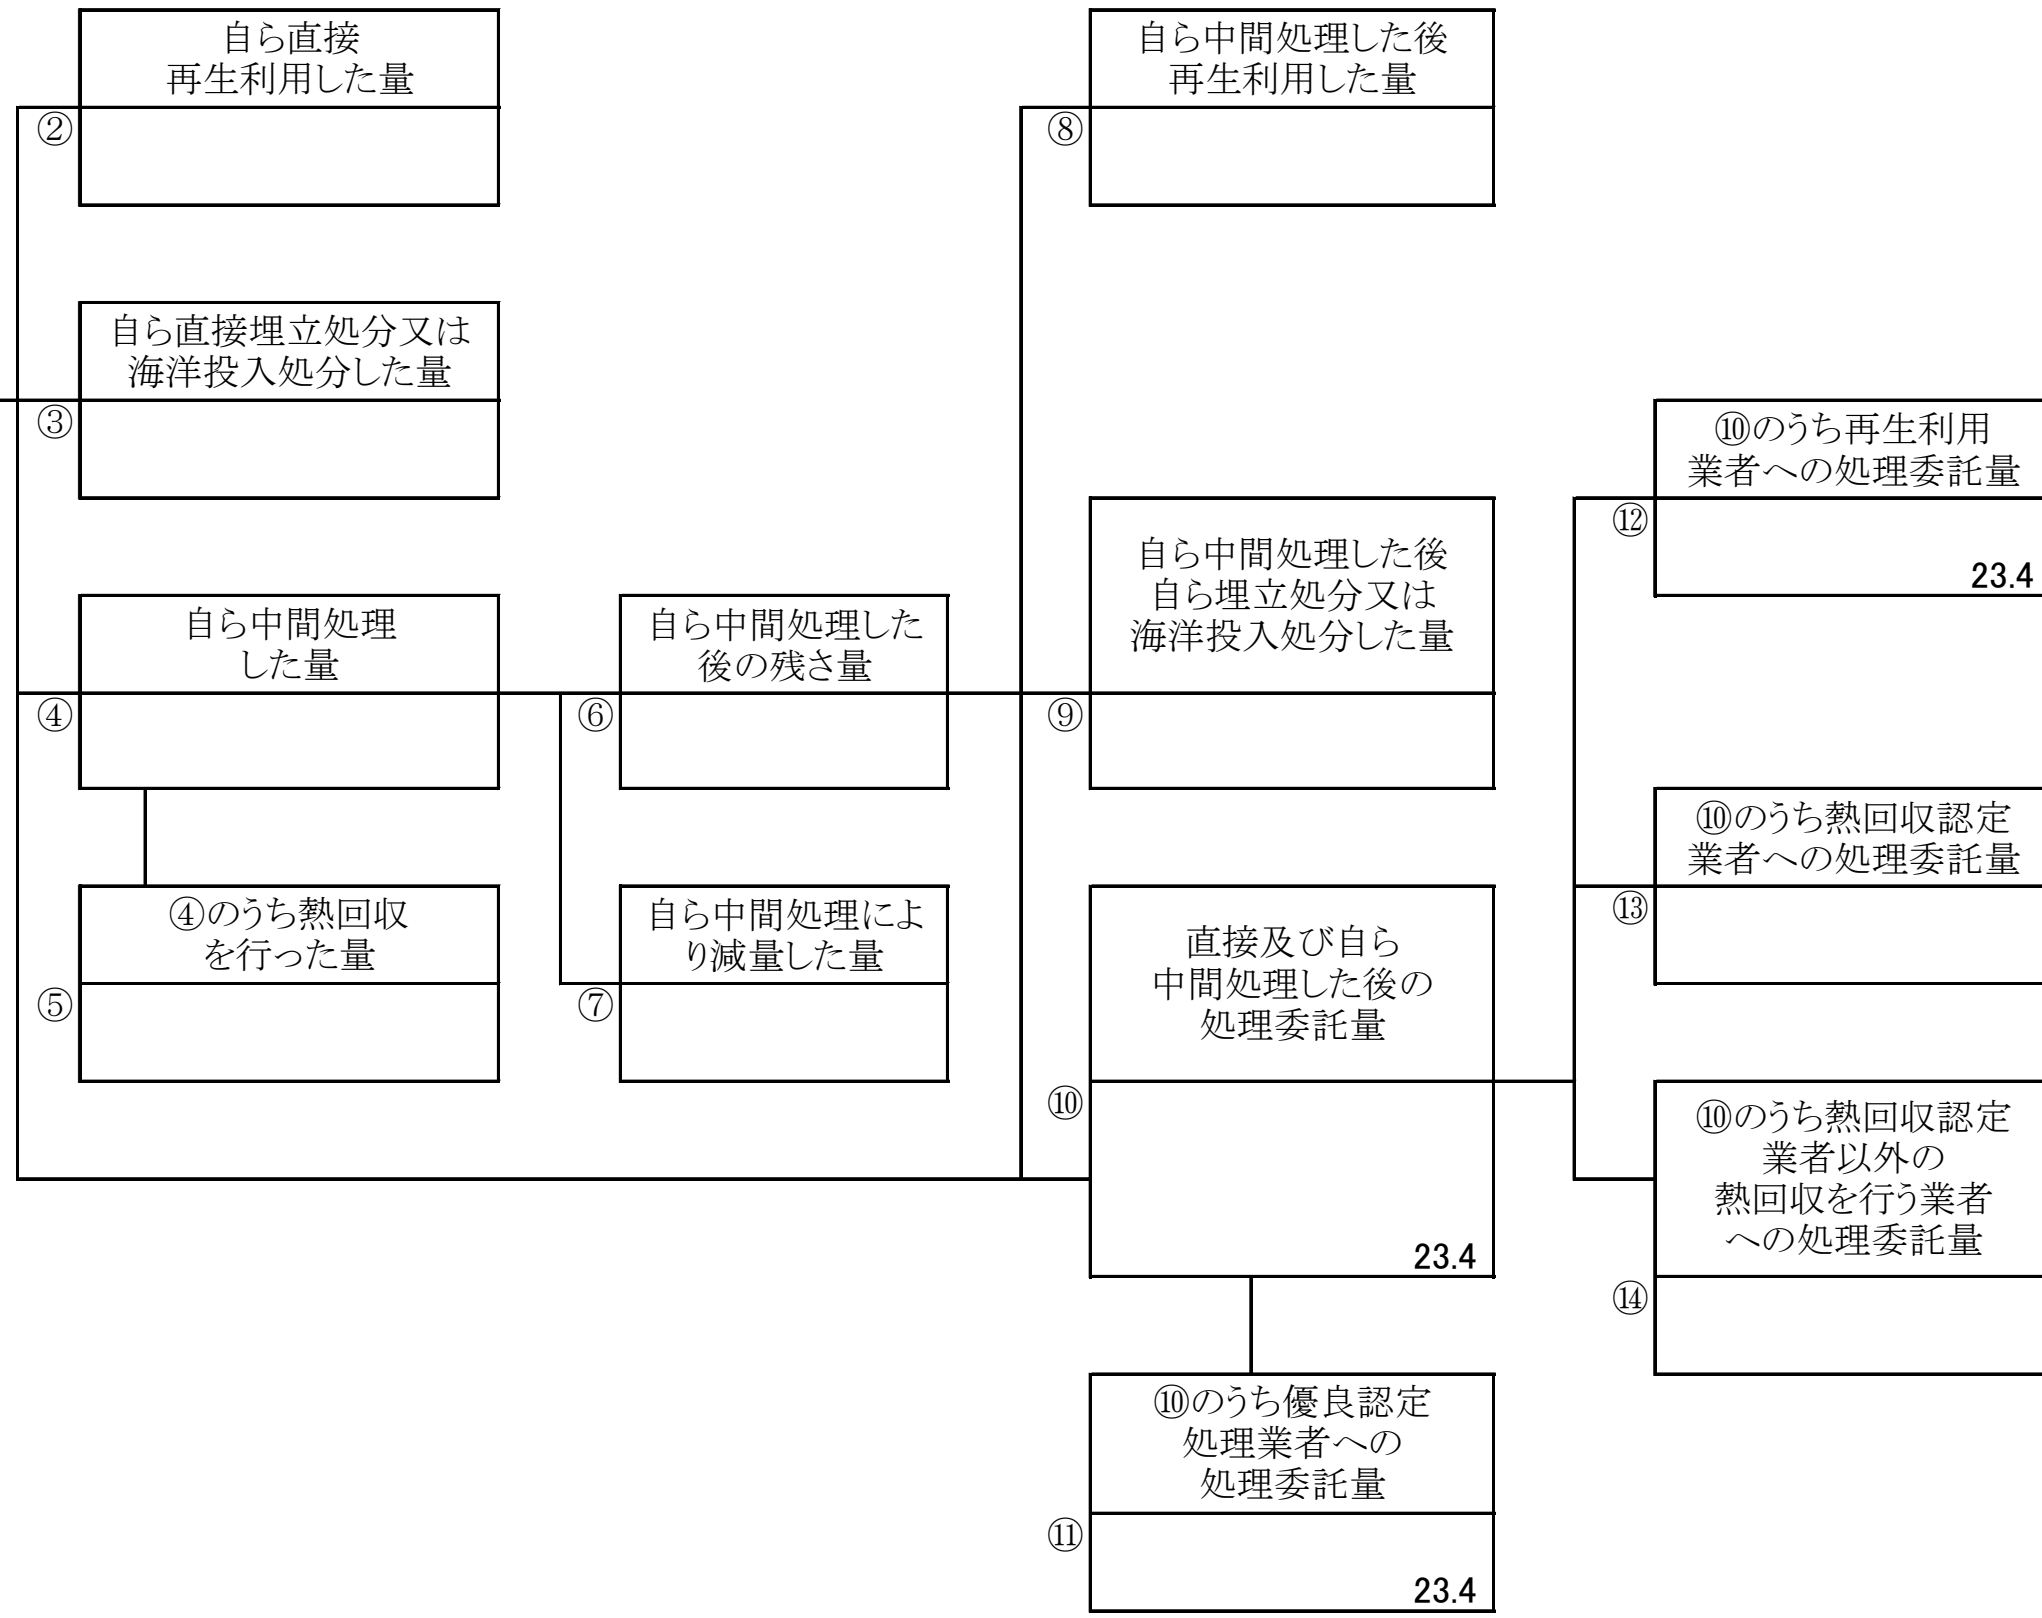 自ら直接
再生利用した量
②
自ら直接埋立処分又は
海洋投入処分した量
③
自ら中間処理
した量
④
④のうち熱回収
を行った量
⑤
自ら中間処理した
後の残さ量
⑥
自ら中間処理によ
り減量した量
⑦
自ら中間処理した後
再生利用した量
⑧
自ら中間処理した後
自ら埋立処分又は
海洋投入処分した量
⑨
直接及び自ら
中間処理した後の
処理委託量
⑩
23.4
⑩のうち優良認定
処理業者への
処理委託量
⑪
23.4
⑩のうち再生利用
業者への処理委託量
⑫
23.4
⑩のうち熱回収認定
業者への処理委託量
⑬
⑩のうち熱回収認定
業者以外の
熱回収を行う業者
への処理委託量
⑭